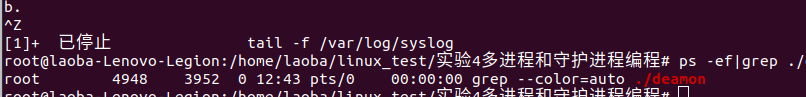 b.
^Z
[1]+  已停止               tail -f /var/log/syslog
root@laoba-Lenovo-Legion:/home/laoba/linux_test/实验4多进程和守护进程编程# ps -ef|grep ./
root        4948    3952  0 12:43 pts/0    00:00:00 grep --color=auto ./deamon
root@laoba-Lenovo-Legion:/home/laoba/linux_test/实验4多进程和守护进程编程#